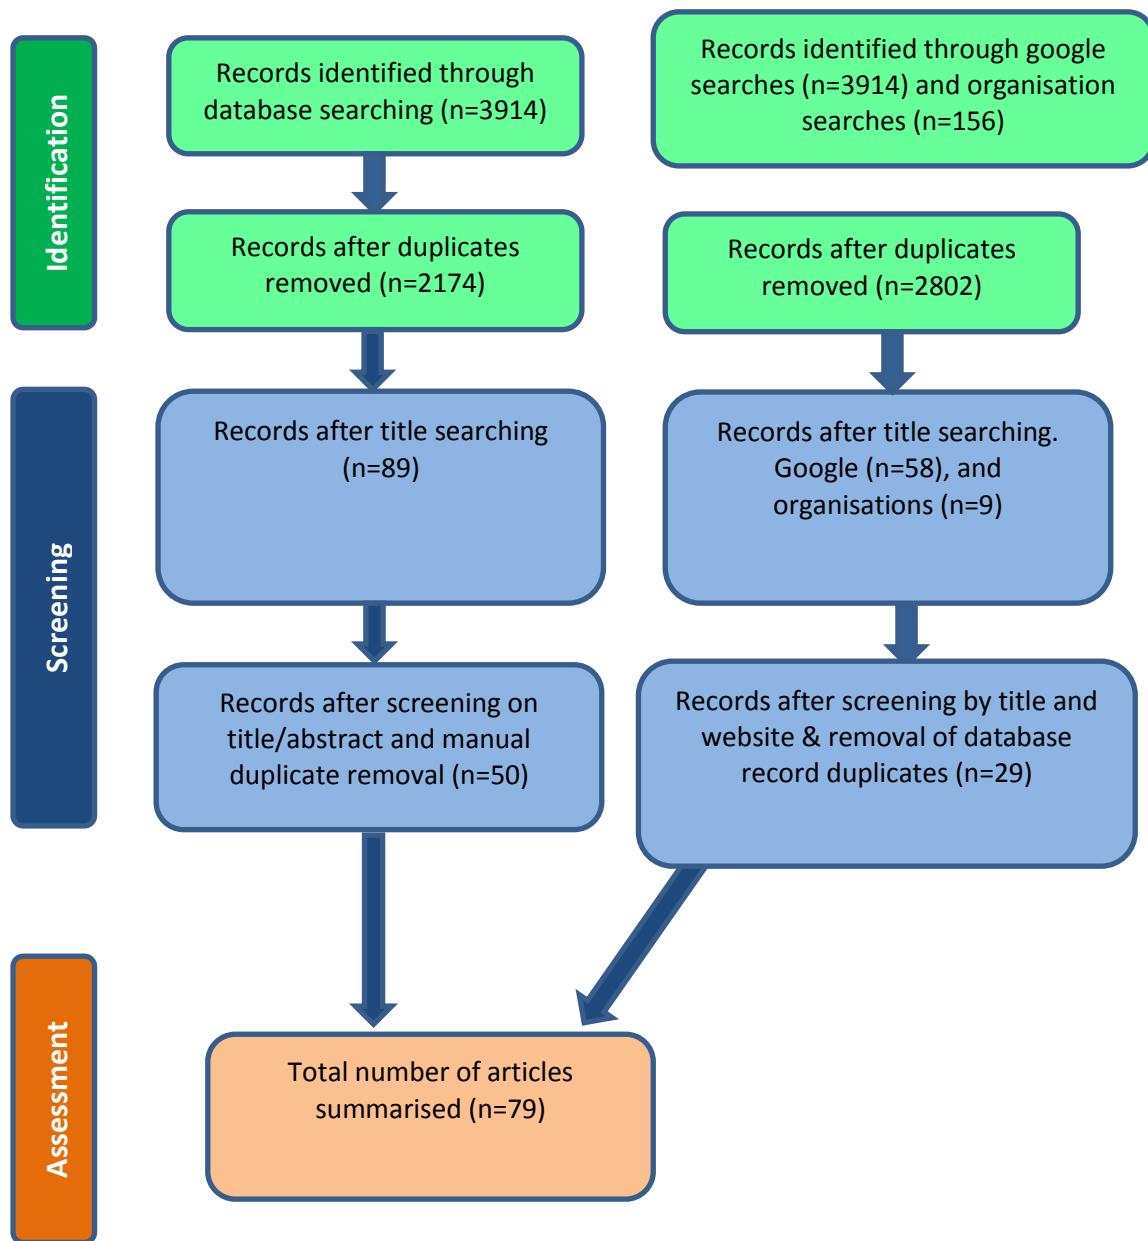 Identification
Records identified through
database searching (n=3914)
Records identified through google
searches (n=3914) and organisation
searches (n=156)
Records after duplicates
removed (n=2174)
Records after duplicates
removed (n=2802)
Screening
Records after title searching
(n=89)
Records after title searching.
Google (n=58), and
organisations (n=9)
Records after screening on
title/abstract and manual
duplicate removal (n=50)
Records after screening by title and
website & removal of database
record duplicates (n=29)
Assessment
Total number of articles
summarised (n=79)